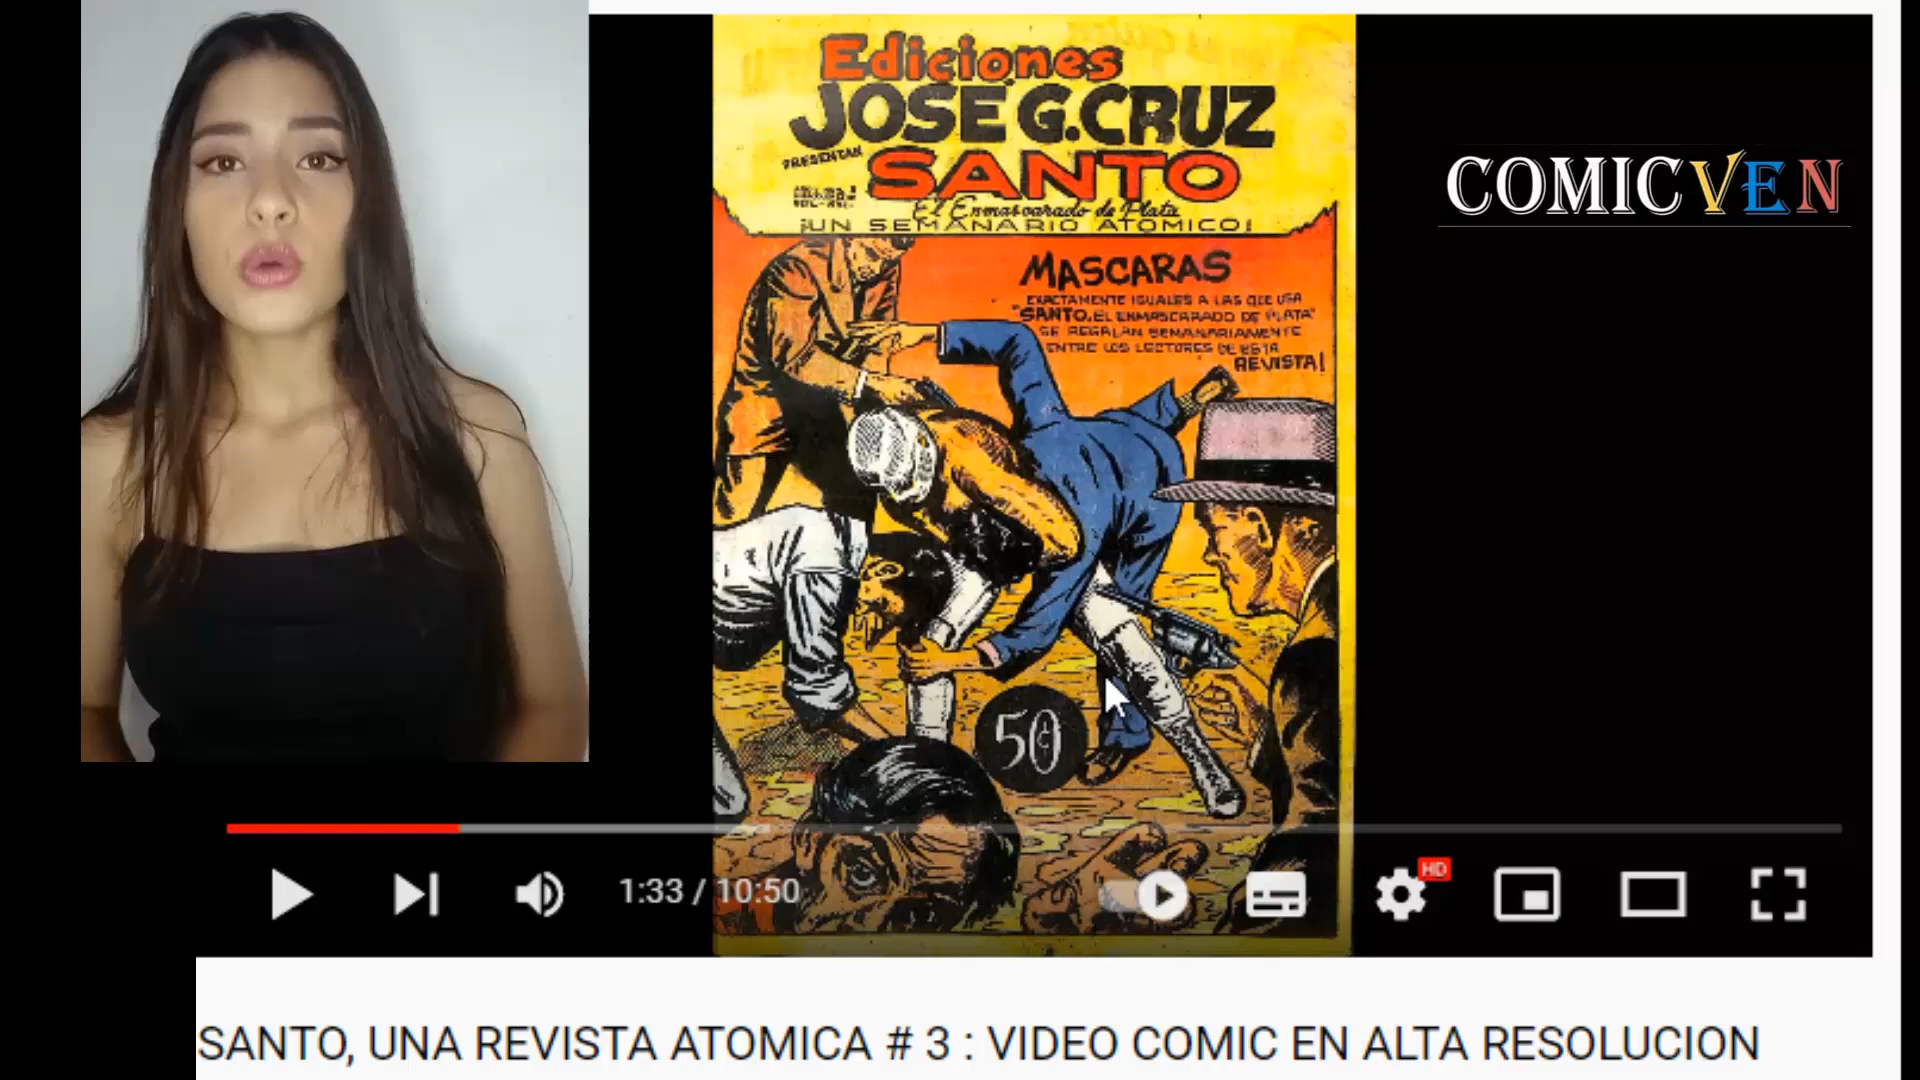 Ediciones
JOSE G. CRUZ
PRESENTAN
SANTO
El Enmascarado de Plata
¡UN SEMANARIO ATOMICO!
MASCARAS
EXACTAMENTE IGUALES A LAS QUE USA
"SANTO, EL ENMASCARADO DE PLATA"
SE REGALAN SEMANARIAMENTE
ENTRE LOS LECTORES DE ESTA
REVISTA!
50¢
COMICVEN
1:33 / 10:50
HD
SANTO, UNA REVISTA ATOMICA # 3 : VIDEO COMIC EN ALTA RESOLUCION